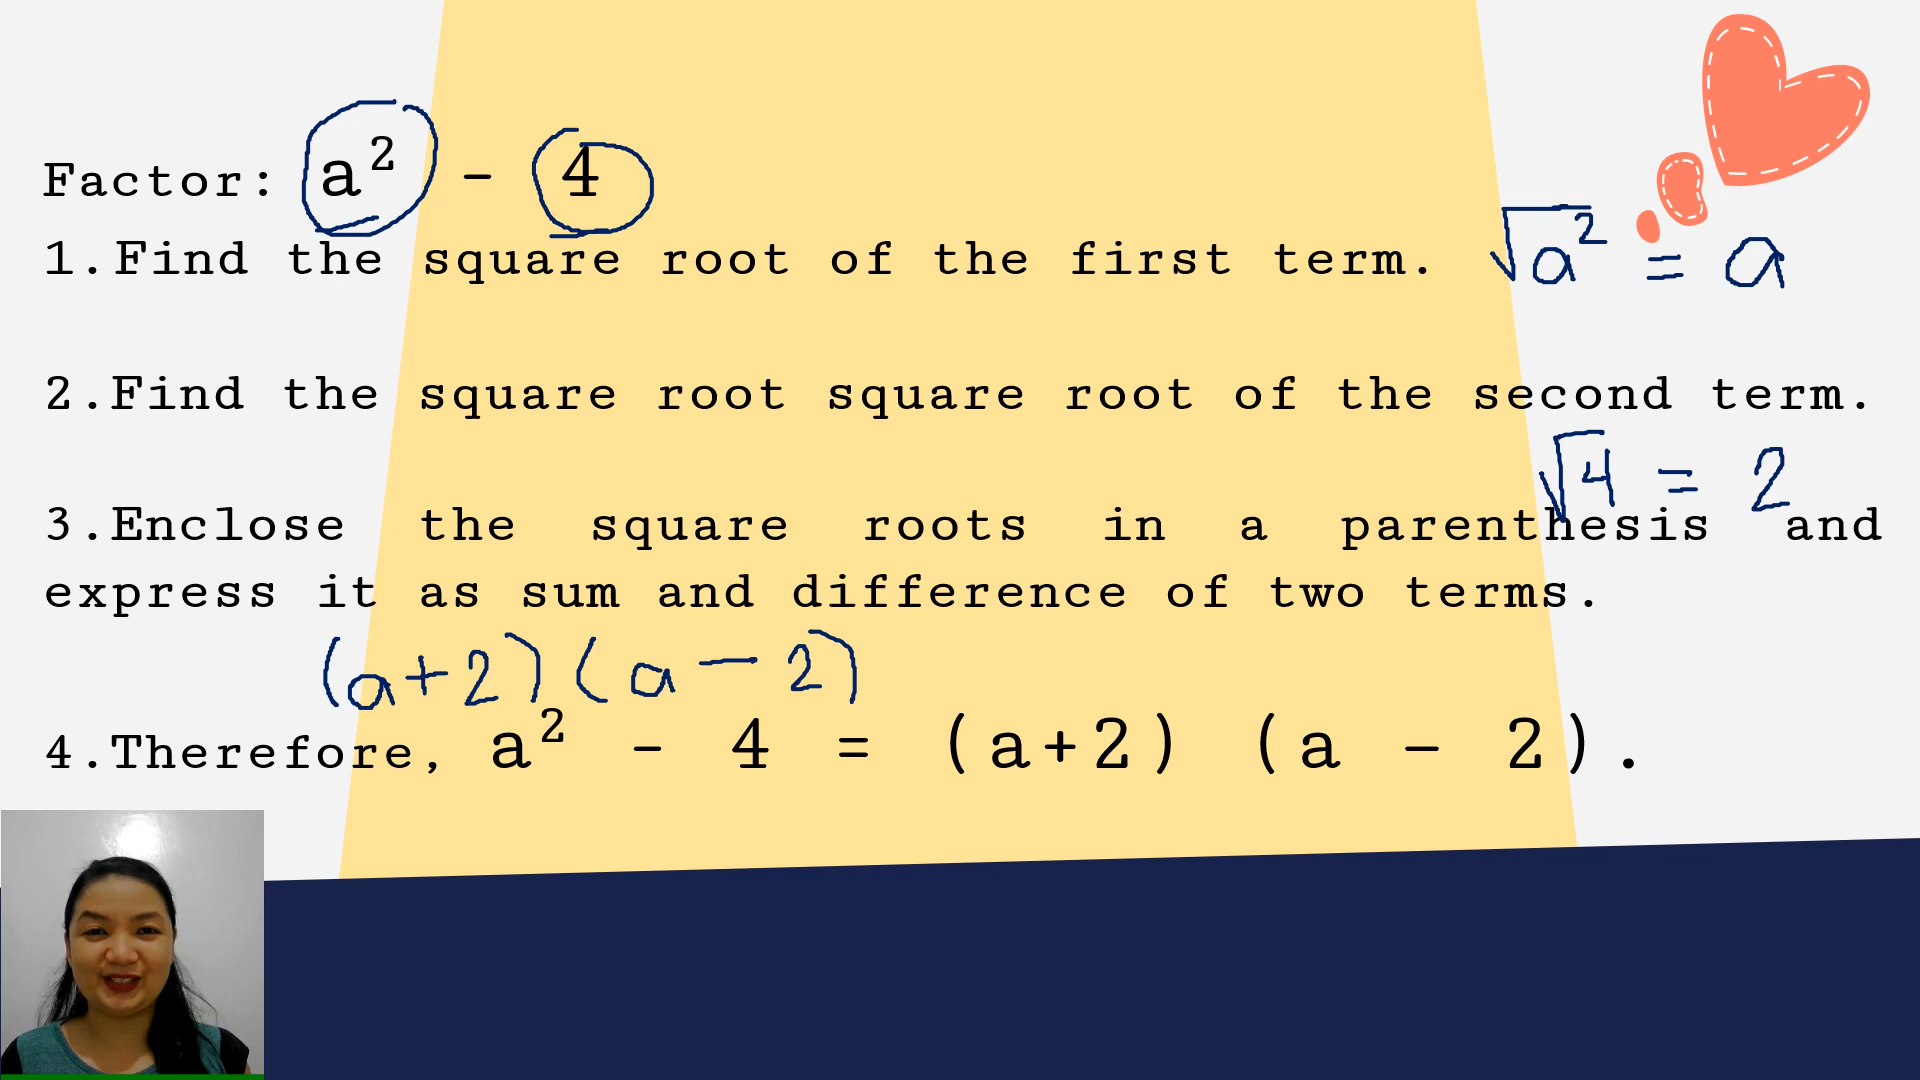 Factor: a² - 4
1.Find the square root of the first term. √a² = a
2.Find the square root square root of the second term.
√4 = 2
3.Enclose the square roots in a parenthesis and
express it as sum and difference of two terms.
(a+2)(a - 2)
4.Therefore, a² - 4 = (a+2) (a - 2).